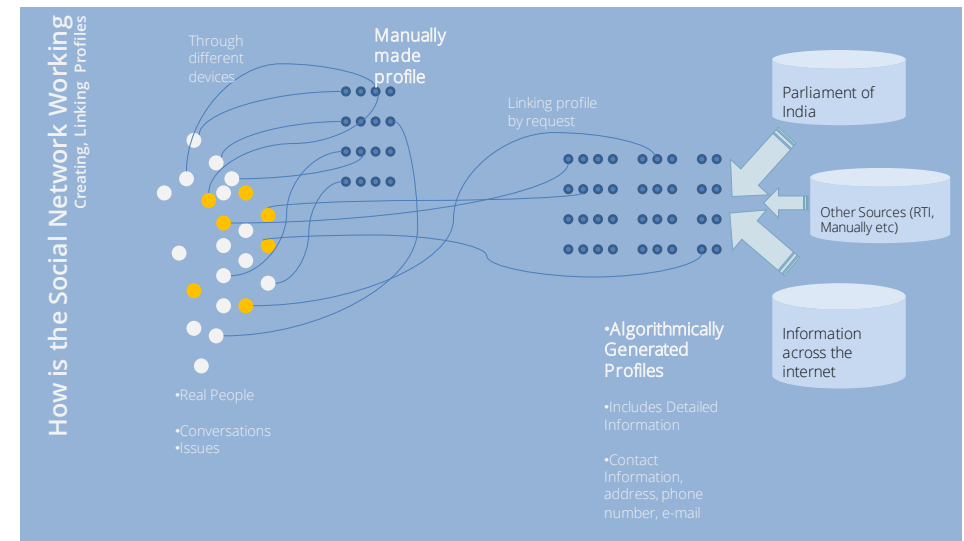 How is the Social Network Working
Creating, Linking Profiles
Through
different
devices
Manually
made
profile
Linking profile
by request
Parliament of
India
Other Sources (RTI,
Manually etc)
Information
across the
internet
•Real People
•Conversations
•Issues
•Algorithmically
Generated
Profiles
•Includes Detailed
Information
•Contact
Information,
address, phone
number, e-mail